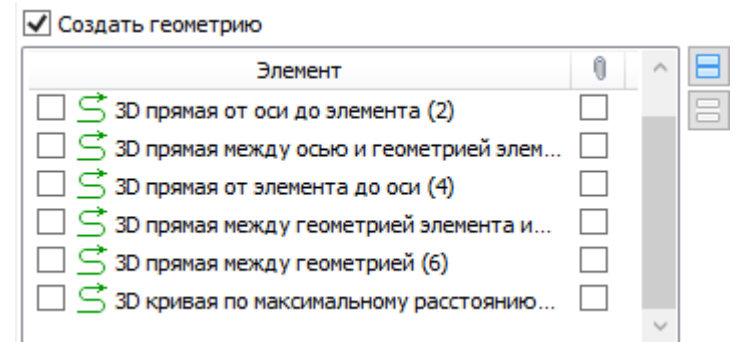 Создать геометрию
Элемент
3D прямая от оси до элемента (2)
3D прямая между осью и геометрией элем...
3D прямая от элемента до оси (4)
3D прямая между геометрией элемента и...
3D прямая между геометрией (6)
3D кривая по максимальному расстоянию...